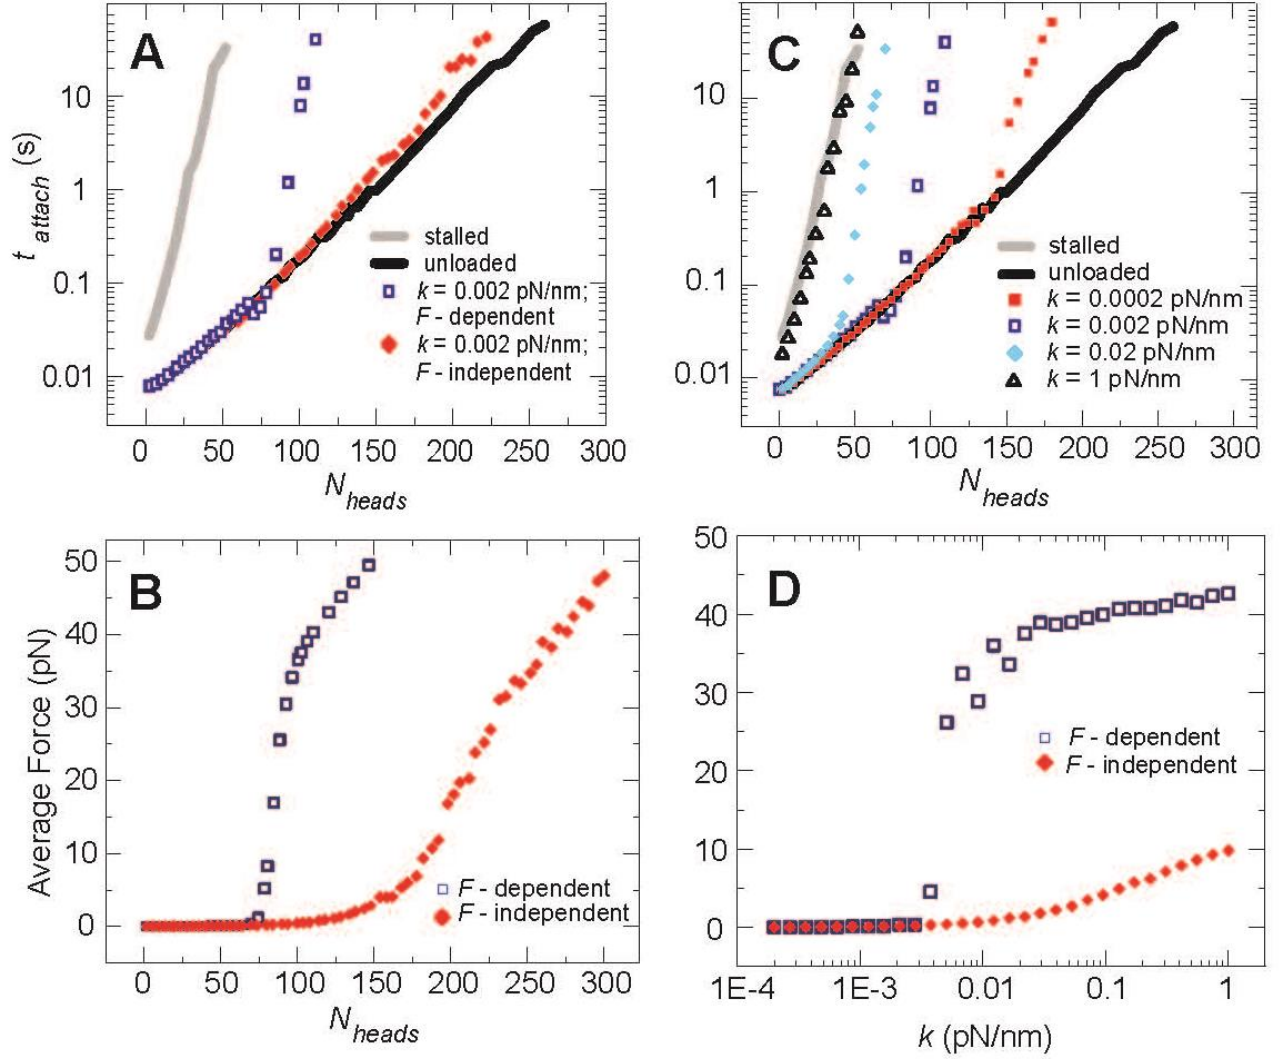 A
t attach (s)
10
1
0.1
0.01
stalled
unloaded
k = 0.002 pN/nm;
F - dependent
k = 0.002 pN/nm;
F - independent
0 50 100 150 200 250 300
N heads
C
10
1
0.1
0.01
stalled
unloaded
k = 0.0002 pN/nm
k = 0.002 pN/nm
k = 0.02 pN/nm
k = 1 pN/nm
0 50 100 150 200 250 300
N heads
B
Average Force (pN)
50
40
30
20
10
0
F - dependent
F - independent
0 50 100 150 200 250 300
N heads
D
50
40
30
20
10
0
F - dependent
F - independent
1E-4 1E-3 0.01 0.1 1
k (pN/nm)